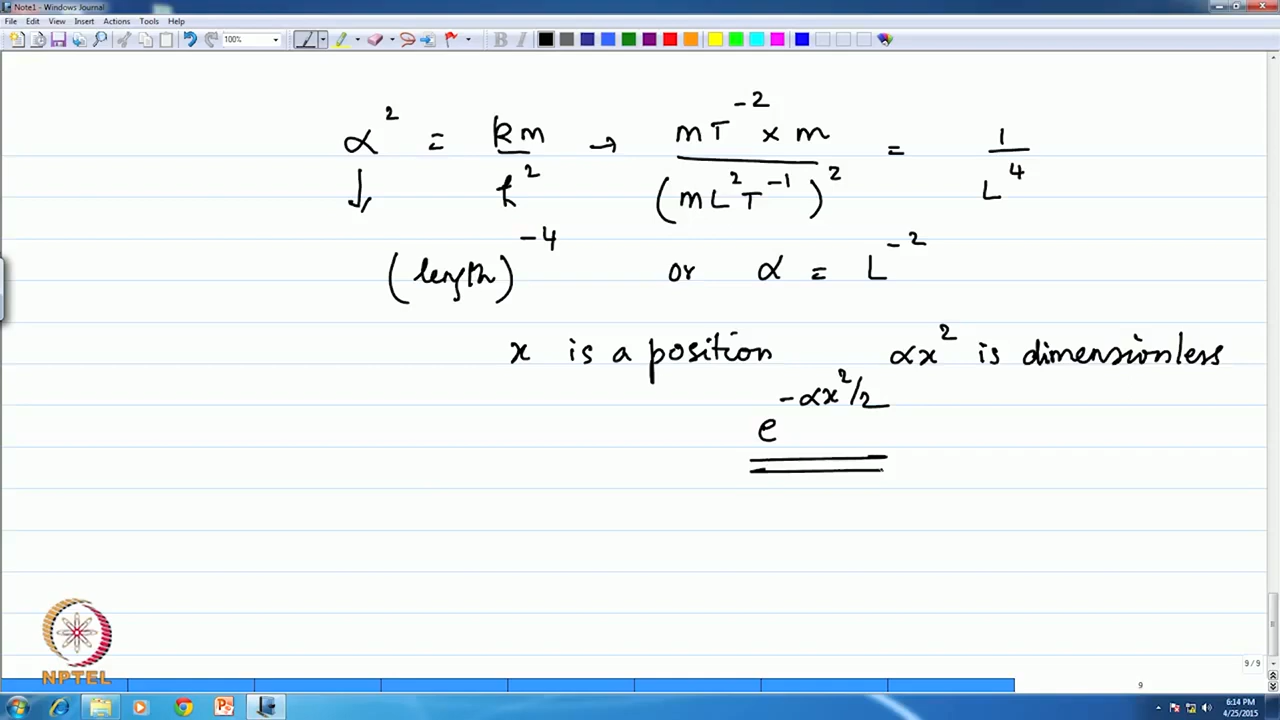 Note1 - Windows Journal
File Edit View Insert Actions Tools Help
100% B I
α² = km/ħ² → mT⁻² × m / (mL²T⁻¹)² = 1/L⁴
(length)⁻⁴ or α = L⁻²
x is a position αx² is dimensionless
e^(-αx²/2)
NPTEL
9/9
9
6:14 PM
4/25/2015